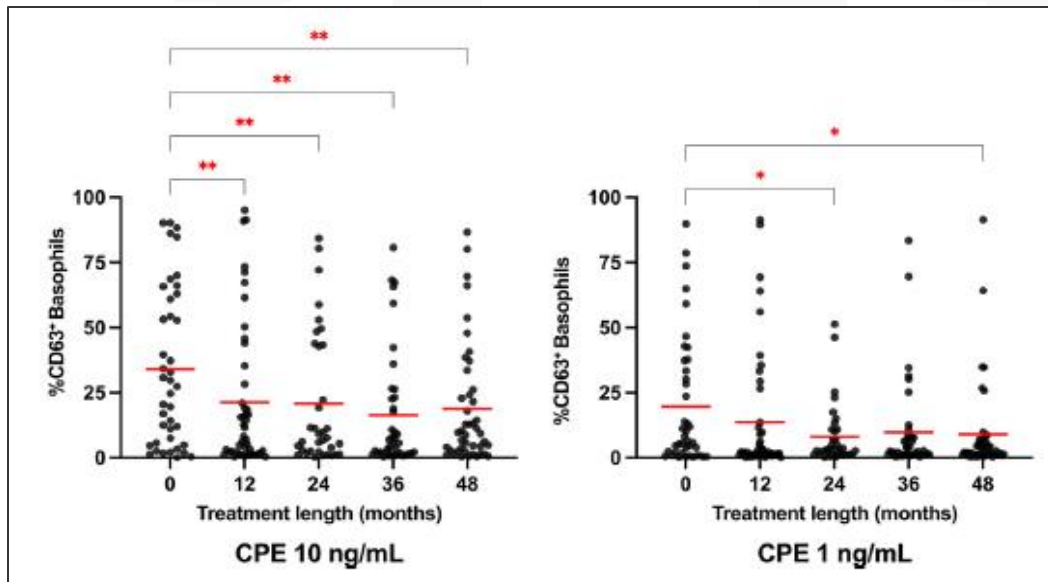 **
**
**
**
100
75
50
25
0
%CD63⁺ Basophils
0 12 24 36 48
Treatment length (months)
CPE 10 ng/mL
*
*
100
75
50
25
0
%CD63⁺ Basophils
0 12 24 36 48
Treatment length (months)
CPE 1 ng/mL